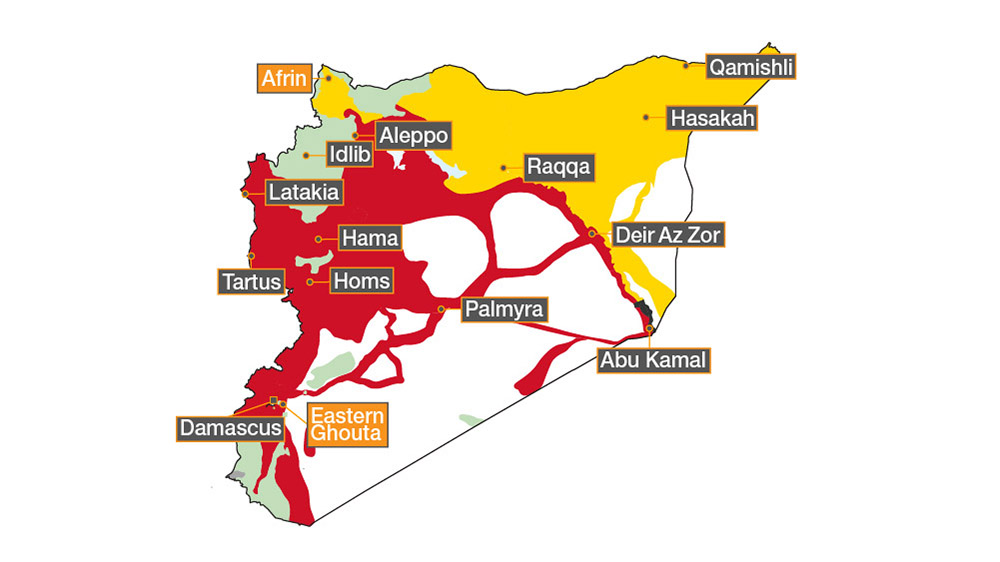 Afrin
Qamishli
Hasakah
Aleppo
Idlib
Raqqa
Latakia
Hama
Deir Az Zor
Tartus
Homs
Palmyra
Abu Kamal
Eastern
Ghouta
Damascus